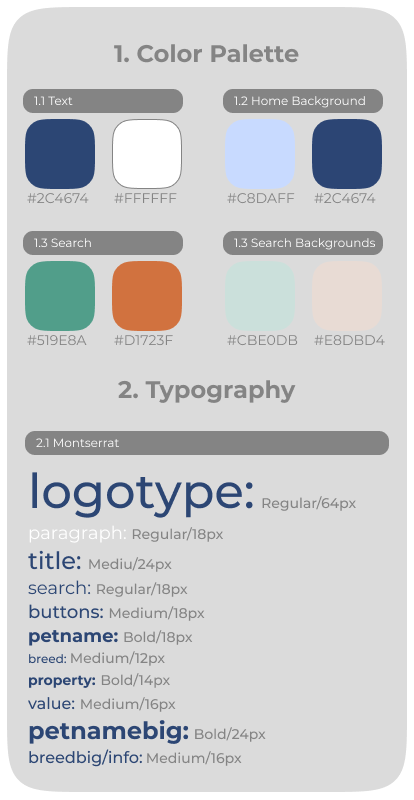 1. Color Palette
1.1 Text
1.2 Home Background
#2C4674
#FFFFFF
#C8DAFF
#2C4674
1.3 Search
1.3 Search Backgrounds
#519E8A
#D1723F
#CBE0DB
#E8DBD4
2. Typography
2.1 Montserrat
logotype: Regular/64px
paragraph: Regular/18px
title: Mediu/24px
search: Regular/18px
buttons: Medium/18px
petname: Bold/18px
breed: Medium/12px
property: Bold/14px
value: Medium/16px
petnamebig: Bold/24px
breedbig/info: Medium/16px